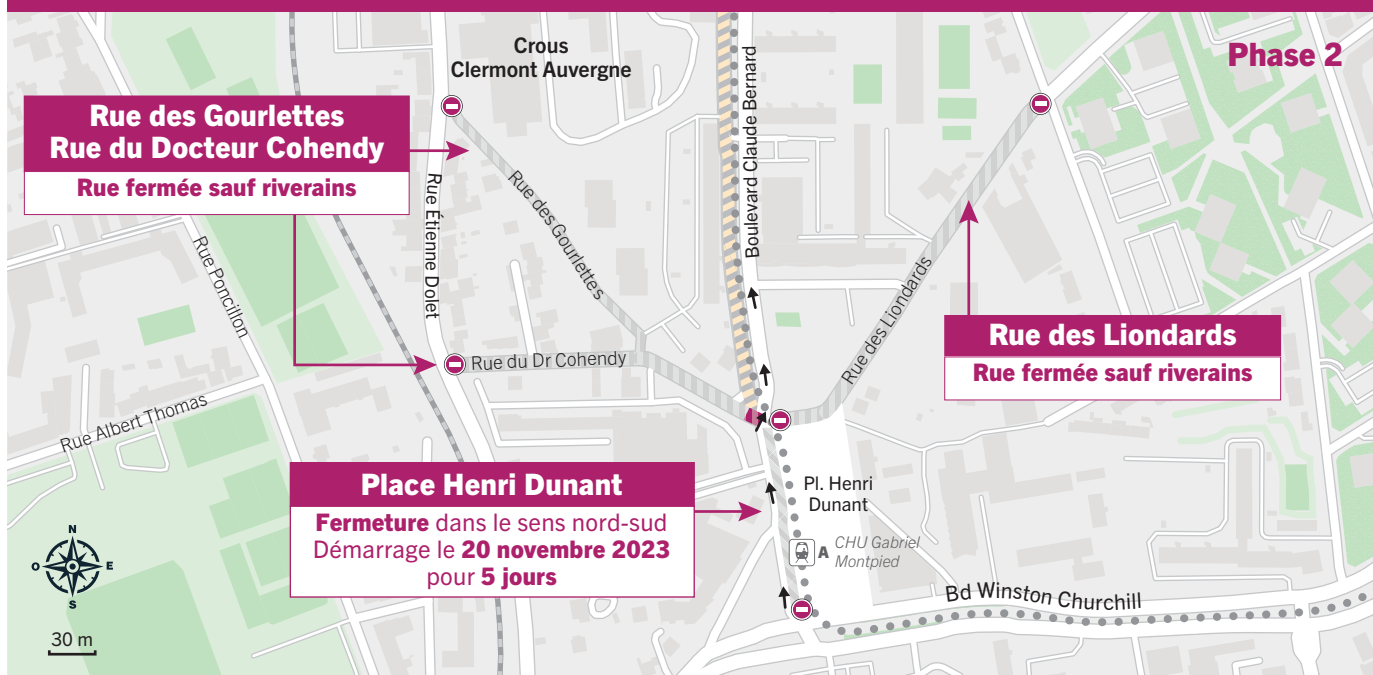 Phase 2
Crous
Clermont Auvergne
Rue des Gourlettes
Rue du Docteur Cohendy
Rue fermée sauf riverains
Boulevard Claude Bernard
Rue Étienne Dolet
Rue des Gourlettes
Rue Poncillon
Rue des Liondards
Rue des Liondards
Rue fermée sauf riverains
Rue du Dr Cohendy
Rue Albert Thomas
Place Henri Dunant
Fermeture dans le sens nord-sud
Démarrage le 20 novembre 2023
pour 5 jours
Pl. Henri
Dunant
A CHU Gabriel
Montpied
N
O E
S
Bd Winston Churchill
30 m